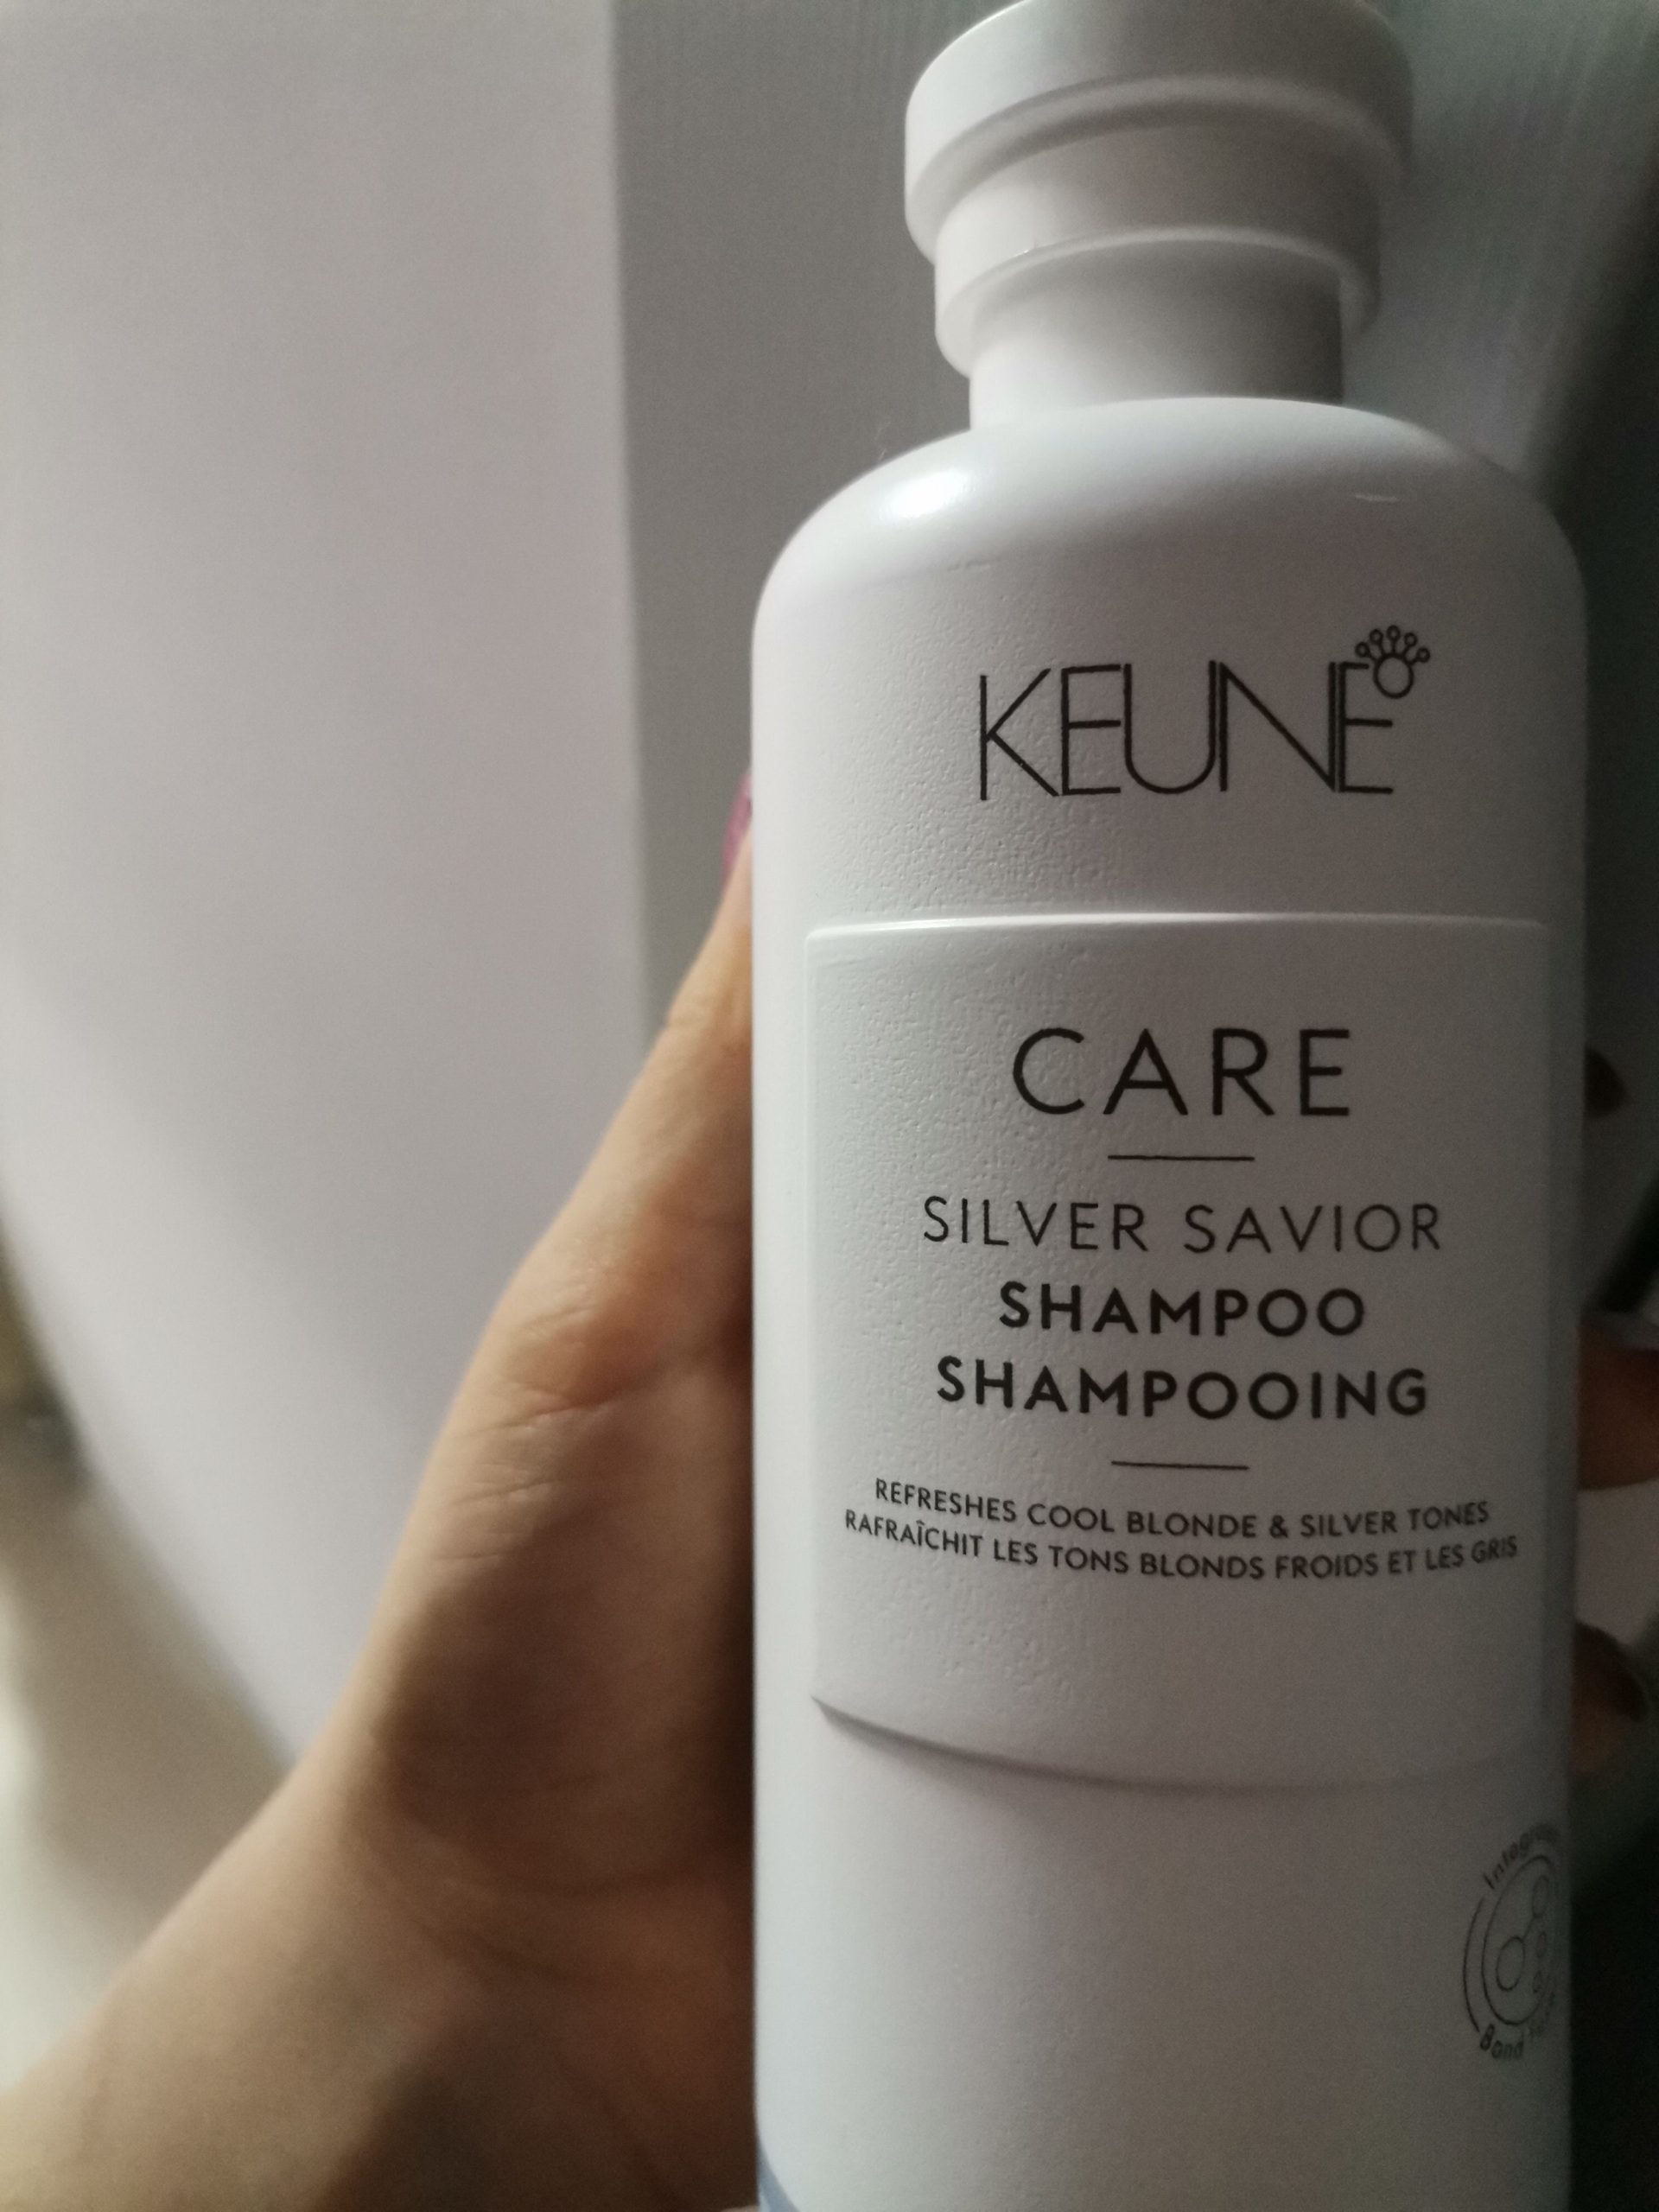 KEUNE
CARE
SILVER SAVIOR
SHAMPOO
SHAMPOOING
REFRESHES COOL BLONDE & SILVER TONES
RAFRAÎCHIT LES TONS BLONDS FROIDS ET LES GRIS
Bond